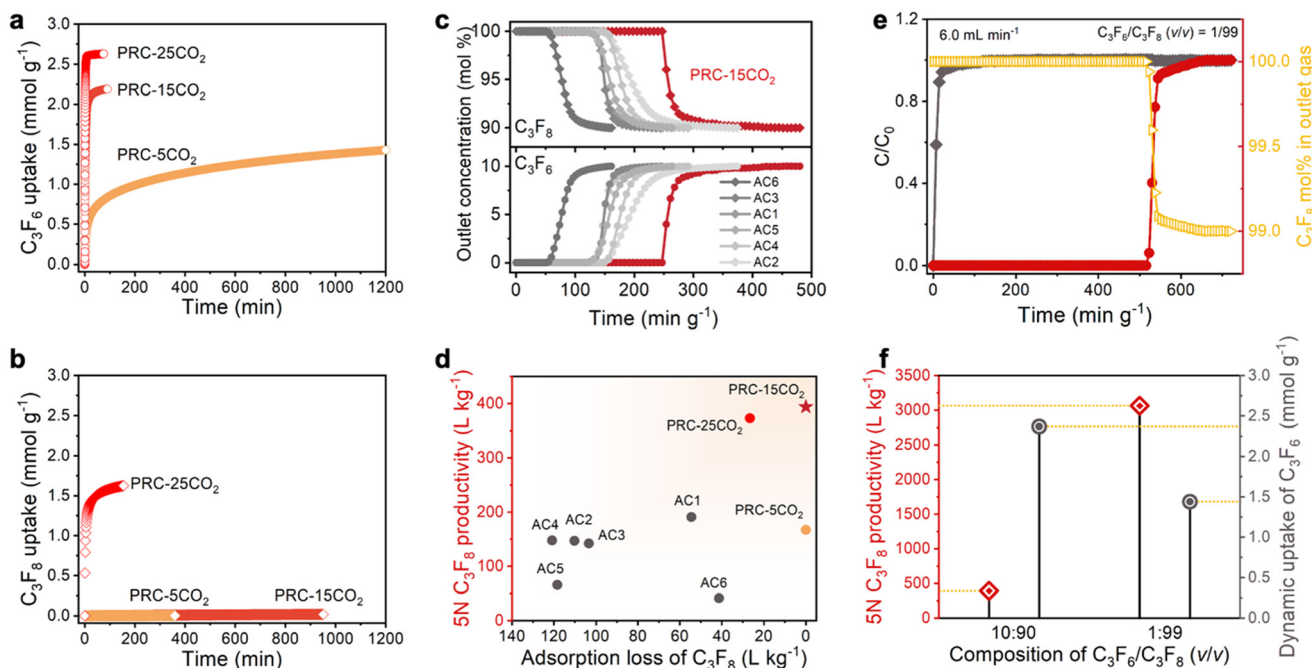 a
C₃F₆ uptake (mmol g⁻¹)
3.0
2.5
2.0
1.5
1.0
0.5
0.0
PRC-25CO₂
PRC-15CO₂
PRC-5CO₂
0 200 400 600 800 1000 1200
Time (min)
b
C₃F₈ uptake (mmol g⁻¹)
3.0
2.5
2.0
1.5
1.0
0.5
0.0
PRC-25CO₂
PRC-5CO₂
PRC-15CO₂
0 200 400 600 800 1000 1200
Time (min)
c
Outlet concentration (mol %)
100
95
90
PRC-15CO₂
C₃F₈
10
5
0
C₃F₆
AC6
AC3
AC1
AC5
AC4
AC2
0 100 200 300 400 500
Time (min g⁻¹)
d
5N C₃F₈ productivity (L kg⁻¹)
400
350
300
250
200
150
100
50
0
PRC-15CO₂
PRC-25CO₂
AC1
PRC-5CO₂
AC4
AC2
AC3
AC5
AC6
140 120 100 80 60 40 20 0
Adsorption loss of C₃F₈ (L kg⁻¹)
e
C/C₀
1.2
0.8
0.4
0.0
6.0 mL min⁻¹
C₃F₆/C₃F₈ (v/v) = 1/99
100.0
99.5
99.0
C₃F₈ mol% in outlet gas
0 200 400 600
Time (min g⁻¹)
f
5N C₃F₈ productivity (L kg⁻¹)
3500
3000
2500
2000
1500
1000
500
0
3.0
2.5
2.0
1.5
1.0
0.5
0.0
Dynamic uptake of C₃F₆ (mmol g⁻¹)
10:90 1:99
Composition of C₃F₆/C₃F₈ (v/v)